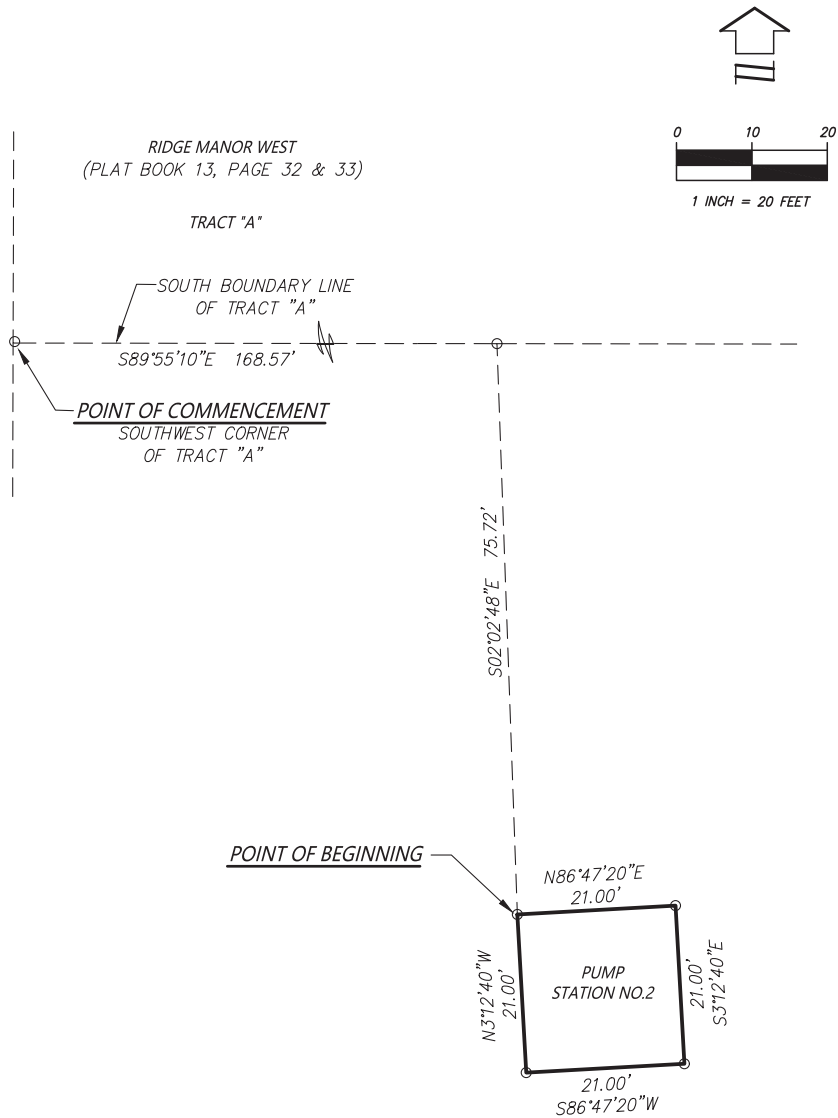 0 10 20
1 INCH = 20 FEET
RIDGE MANOR WEST
(PLAT BOOK 13, PAGE 32 & 33)
TRACT "A"
SOUTH BOUNDARY LINE
OF TRACT "A"
S89°55'10"E 168.57'
POINT OF COMMENCEMENT
SOUTHWEST CORNER
OF TRACT "A"
S02°02'48"E 75.72'
POINT OF BEGINNING
N86°47'20"E
21.00'
N3°12'40"W
21.00'
PUMP
STATION NO.2
21.00'
S3°12'40"E
21.00'
S86°47'20"W